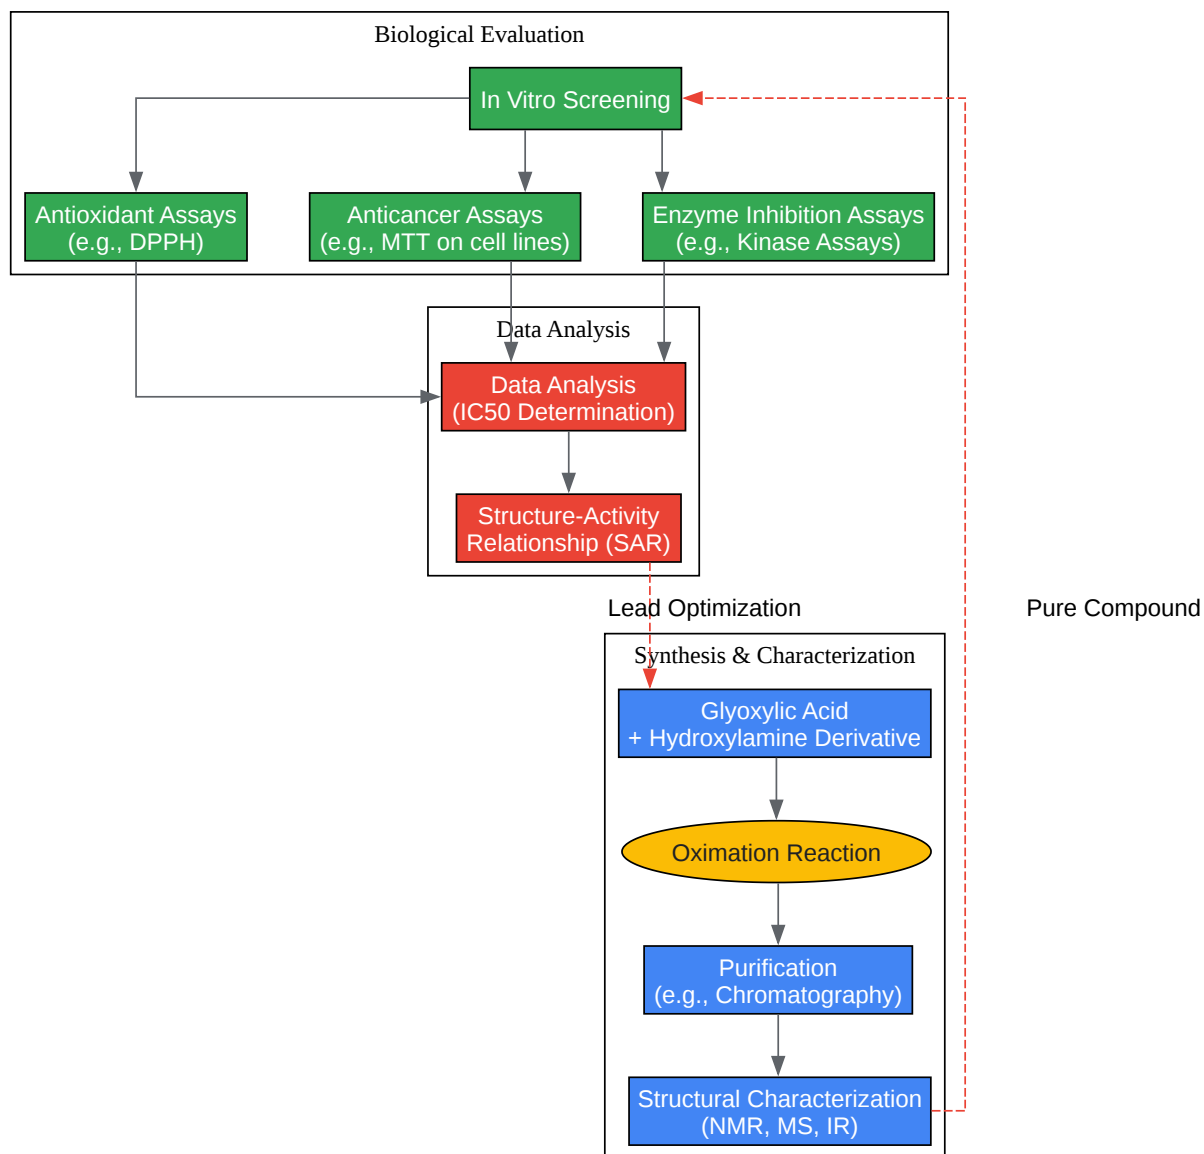 Biological Evaluation
In Vitro Screening
Antioxidant Assays
(e.g., DPPH)
Anticancer Assays
(e.g., MTT on cell lines)
Enzyme Inhibition Assays
(e.g., Kinase Assays)
Data Analysis
Data Analysis
(IC50 Determination)
Structure-Activity
Relationship (SAR)
Lead Optimization
Pure Compound
Synthesis & Characterization
Glyoxylic Acid
+ Hydroxylamine Derivative
Oximation Reaction
Purification
(e.g., Chromatography)
Structural Characterization
(NMR, MS, IR)